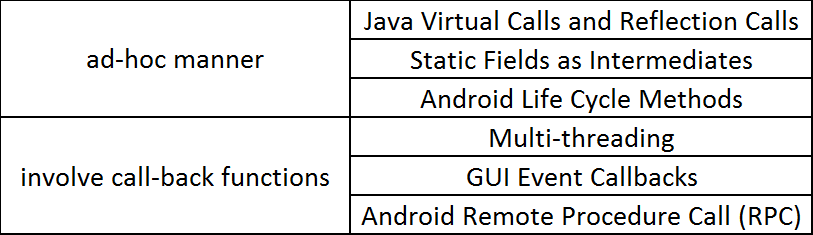 ad-hoc manner
Java Virtual Calls and Reflection Calls
Static Fields as Intermediates
Android Life Cycle Methods
involve call-back functions
Multi-threading
GUI Event Callbacks
Android Remote Procedure Call (RPC)